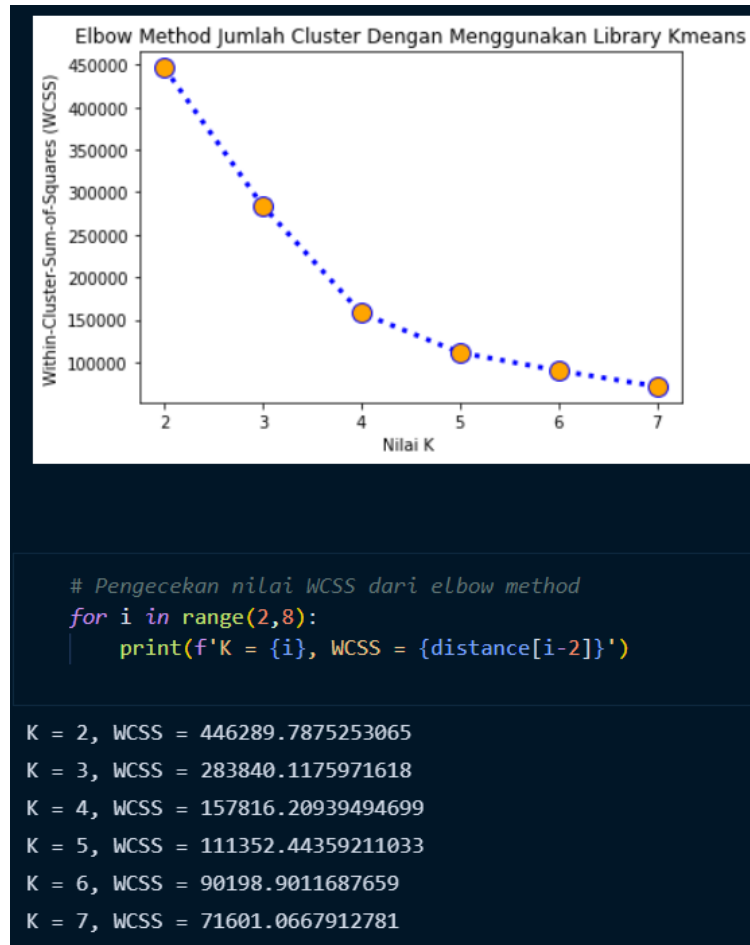 Elbow Method Jumlah Cluster Dengan Menggunakan Library Kmeans
Within-Cluster-Sum-of-Squares (WCSS)
450000
400000
350000
300000
250000
200000
150000
100000
2 3 4 5 6 7
Nilai K
# Pengecekan nilai WCSS dari elbow method
for i in range(2,8):
    print(f'K = {i}, WCSS = {distance[i-2]}')
K = 2, WCSS = 446289.7875253065
K = 3, WCSS = 283840.1175971618
K = 4, WCSS = 157816.20939494699
K = 5, WCSS = 111352.44359211033
K = 6, WCSS = 90198.9011687659
K = 7, WCSS = 71601.0667912781